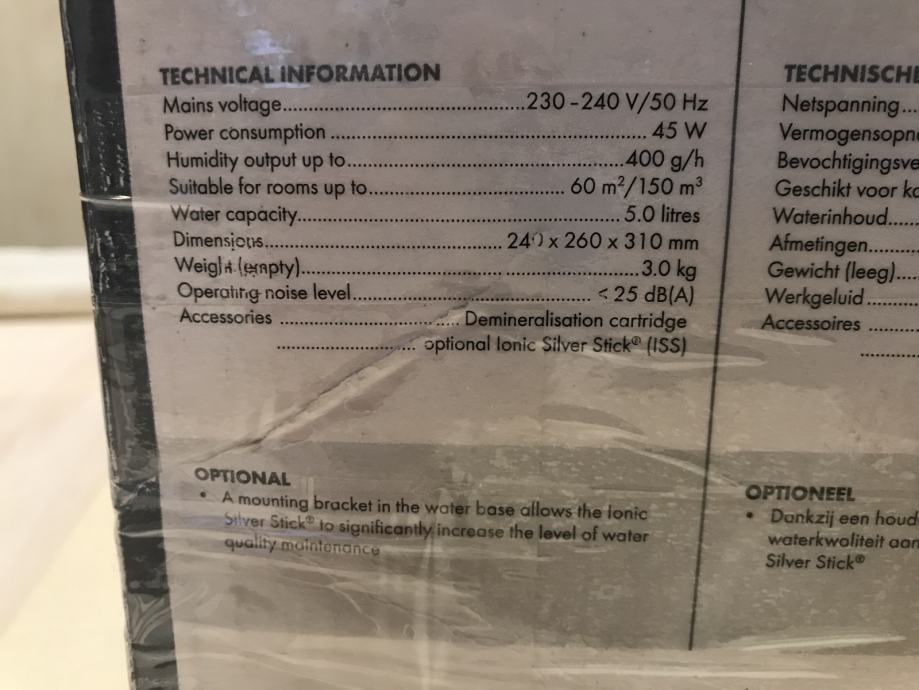 TECHNICAL INFORMATION
Mains voltage...........................................230 -240 V/50 Hz
Power consumption ......................................................... 45 W
Humidity output up to..................................................400 g/h
Suitable for rooms up to................................... 60 m²/150 m³
Water capacity.......................................................... 5.0 litres
Dimensions........................................... 240 x 260 x 310 mm
Weight (empty)............................................................3.0 kg
Operating noise level........................................... < 25 dB(A)
Accessories ................................ Demineralisation cartridge
......................... optional Ionic Silver Stick® (ISS)
OPTIONAL
• A mounting bracket in the water base allows the Ionic
Silver Stick® to significantly increase the level of water
quality maintenance
TECHNISCHE
Netspanning...
Vermogensopn
Bevochtigingsve
Geschikt voor ka
Waterinhoud......
Afmetingen.........
Gewicht (leeg)....
Werkgeluid .........
Accessoires .........
..........
OPTIONEEL
• Dankzij een houd
waterkwaliteit aan
Silver Stick®